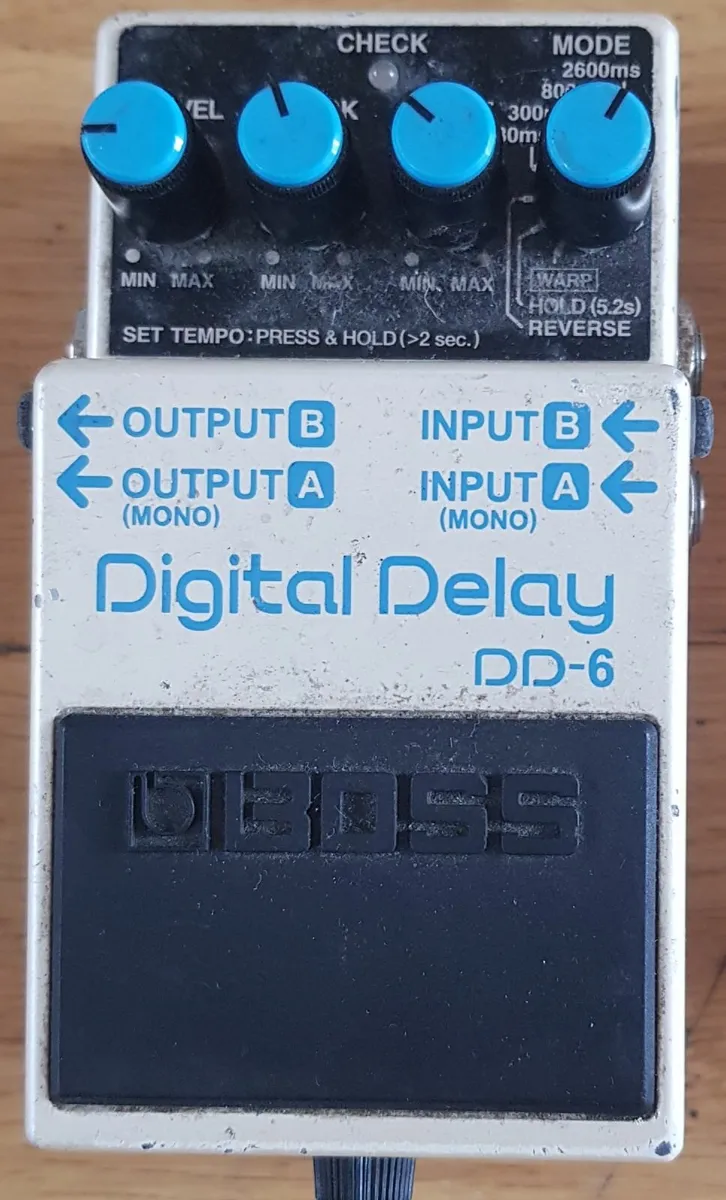 CHECK MODE
2600ms
MIN MAX MIN MAX MIN MAX WARP
HOLD (5.2s)
SET TEMPO: PRESS & HOLD (>2 sec.) REVERSE
← OUTPUT B INPUT B ←
← OUTPUT A INPUT A ←
(MONO) (MONO)
Digital Delay
DD-6
BOSS